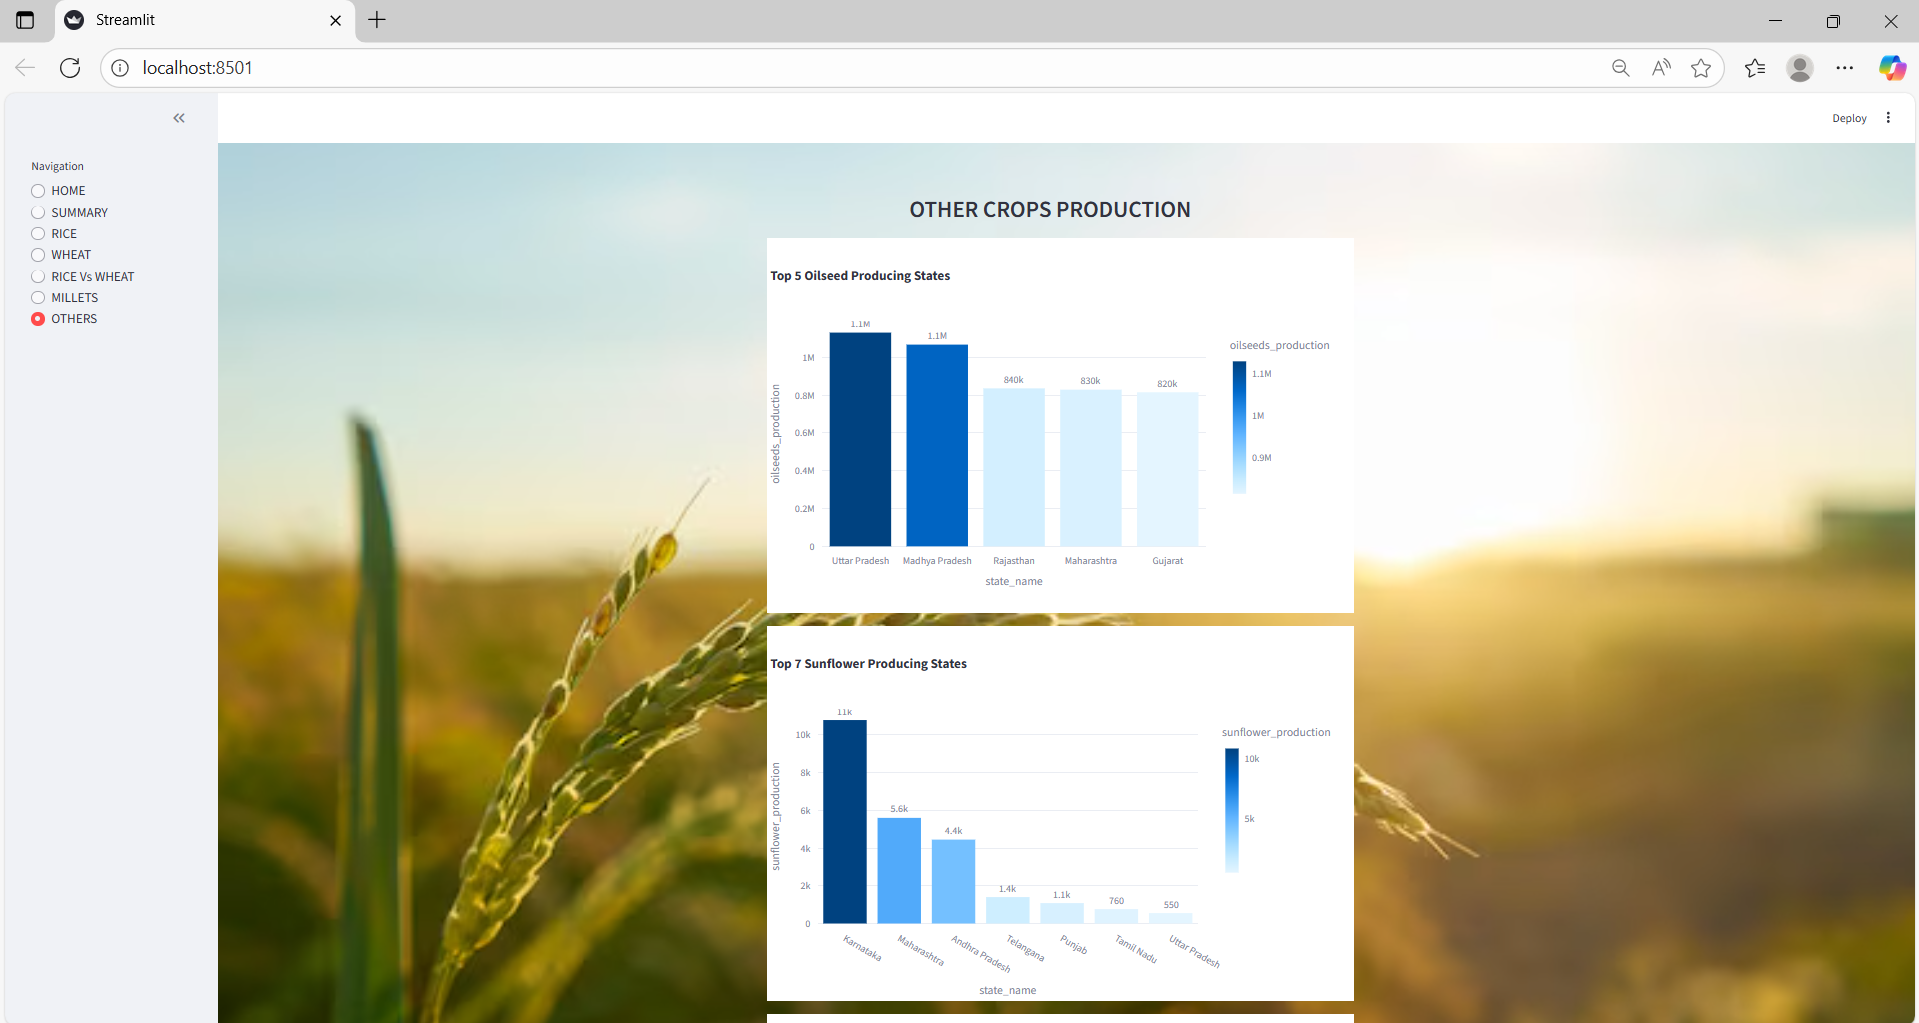 Streamlit
localhost:8501
Deploy
Navigation
HOME
SUMMARY
RICE
WHEAT
RICE Vs WHEAT
MILLETS
OTHERS
OTHER CROPS PRODUCTION
Top 5 Oilseed Producing States
oilseeds_production
1M
0.8M
0.6M
0.4M
0.2M
0
1.1M
1.1M
840k
830k
820k
Uttar Pradesh
Madhya Pradesh
Rajasthan
Maharashtra
Gujarat
state_name
oilseeds_production
1.1M
1M
0.9M
Top 7 Sunflower Producing States
sunflower_production
10k
8k
6k
4k
2k
0
11k
5.6k
4.4k
1.4k
1.1k
760
550
Karnataka
Maharashtra
Andhra Pradesh
Telangana
Punjab
Tamil Nadu
Uttar Pradesh
state_name
sunflower_production
10k
5k